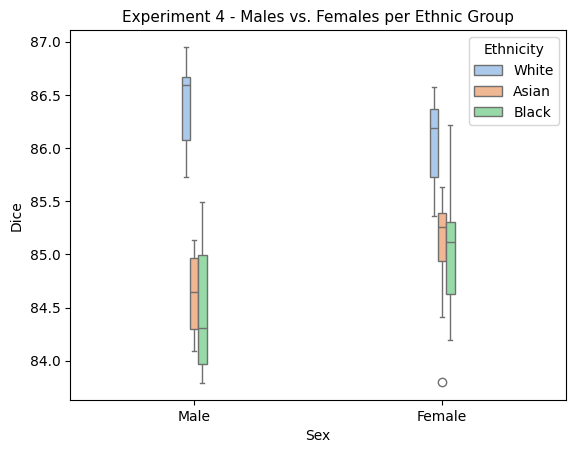 Experiment 4 - Males vs. Females per Ethnic Group
Ethnicity
White
Asian
Black
87.0
86.5
86.0
85.5
85.0
84.5
84.0
Dice
Male
Female
Sex